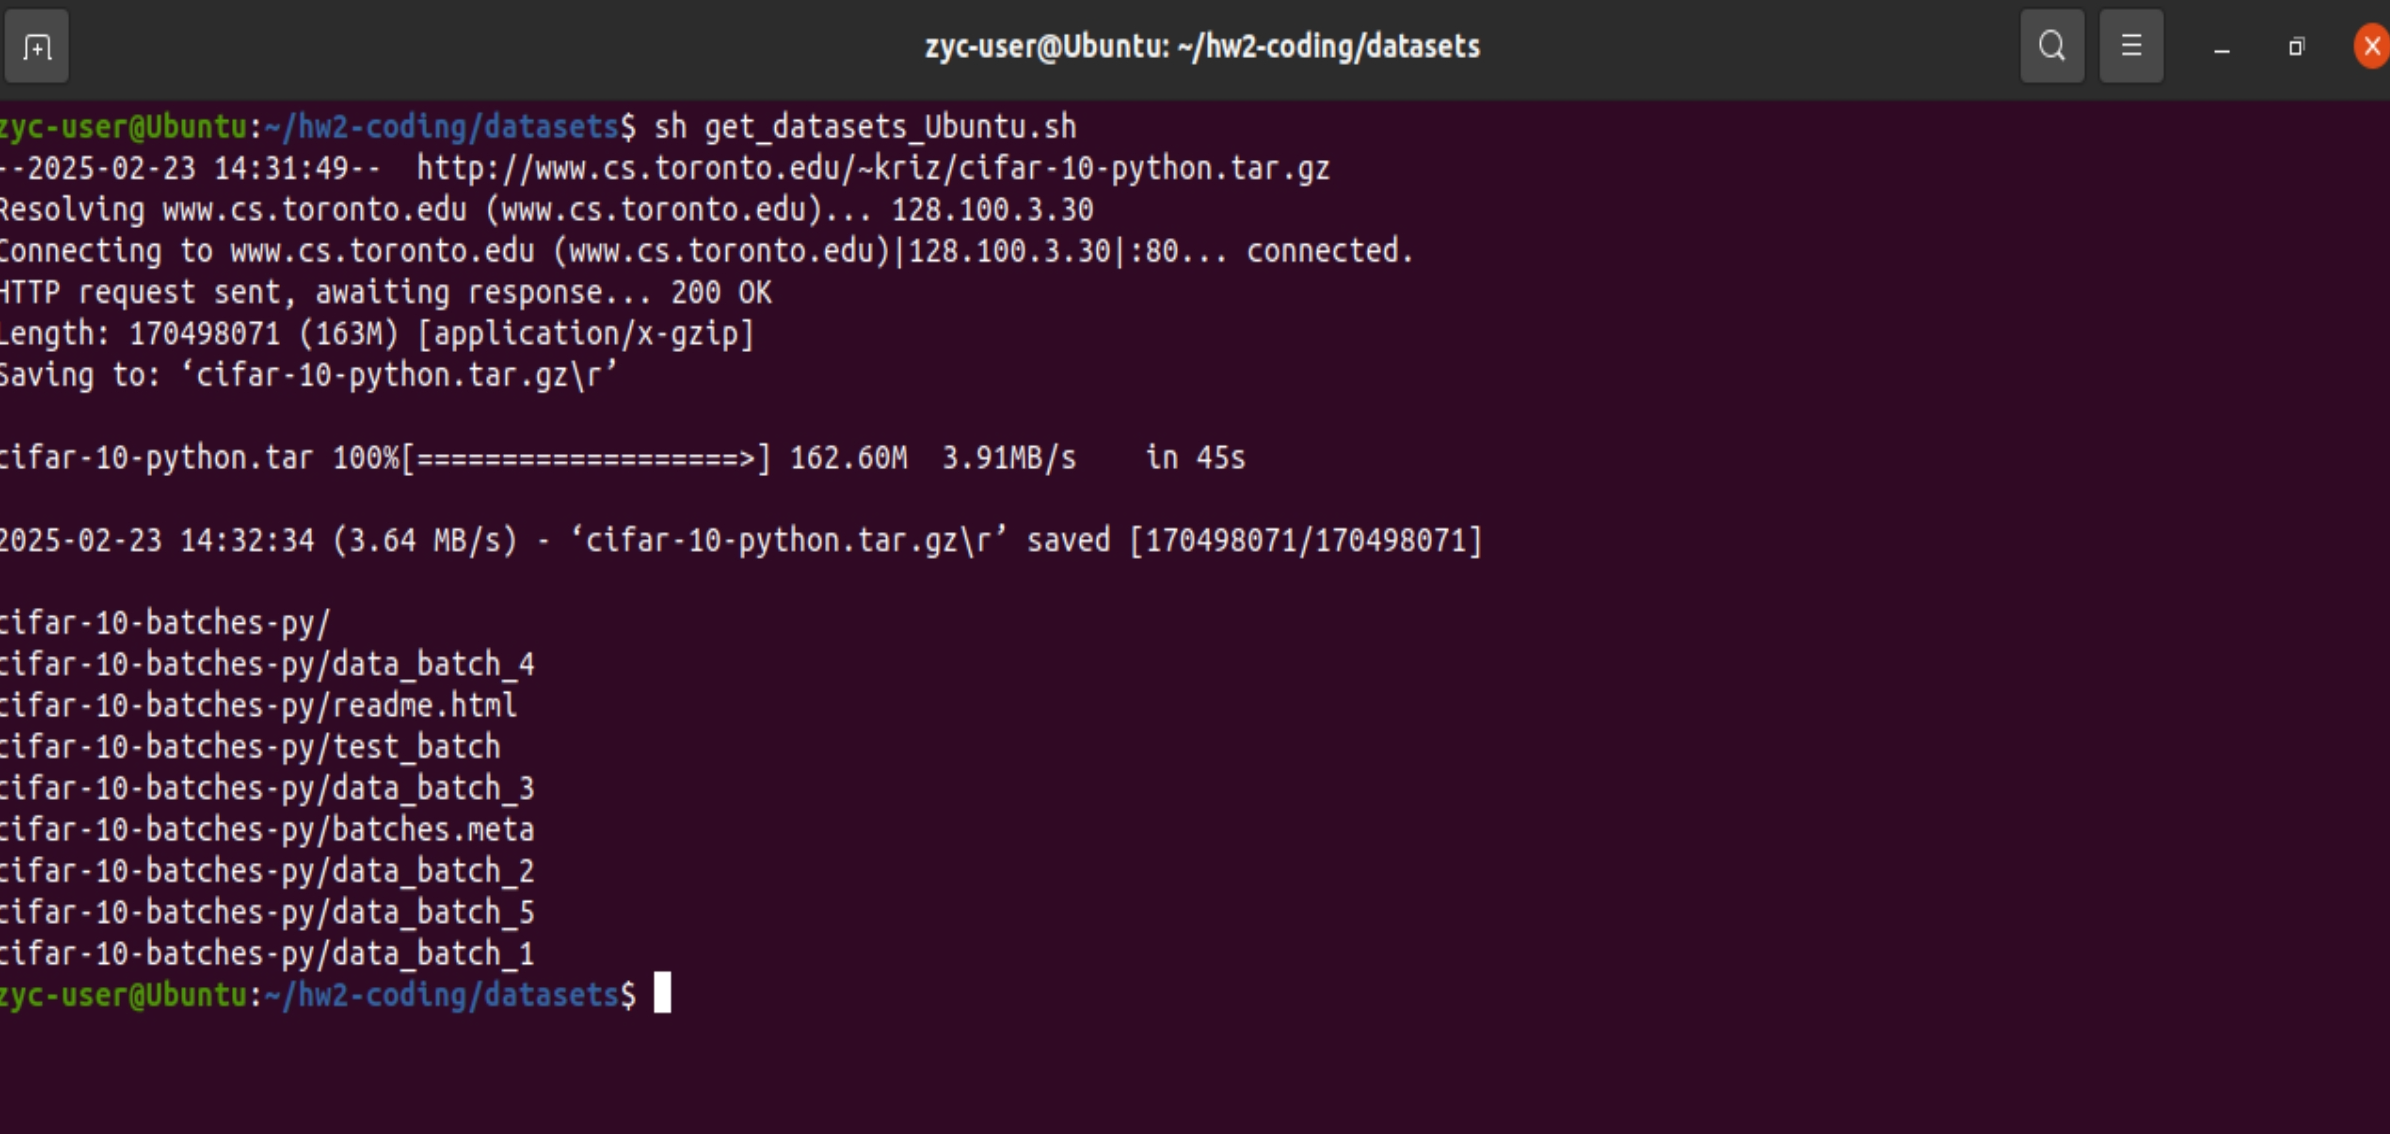 zyc-user@Ubuntu: ~/hw2-coding/datasets
zyc-user@Ubuntu:~/hw2-coding/datasets$ sh get_datasets_Ubuntu.sh
--2025-02-23 14:31:49--  http://www.cs.toronto.edu/~kriz/cifar-10-python.tar.gz
Resolving www.cs.toronto.edu (www.cs.toronto.edu)... 128.100.3.30
Connecting to www.cs.toronto.edu (www.cs.toronto.edu)|128.100.3.30|:80... connected.
HTTP request sent, awaiting response... 200 OK
Length: 170498071 (163M) [application/x-gzip]
Saving to: ‘cifar-10-python.tar.gz\r’
cifar-10-python.tar 100%[===================>] 162.60M  3.91MB/s    in 45s
2025-02-23 14:32:34 (3.64 MB/s) - ‘cifar-10-python.tar.gz\r’ saved [170498071/170498071]
cifar-10-batches-py/
cifar-10-batches-py/data_batch_4
cifar-10-batches-py/readme.html
cifar-10-batches-py/test_batch
cifar-10-batches-py/data_batch_3
cifar-10-batches-py/batches.meta
cifar-10-batches-py/data_batch_2
cifar-10-batches-py/data_batch_5
cifar-10-batches-py/data_batch_1
zyc-user@Ubuntu:~/hw2-coding/datasets$